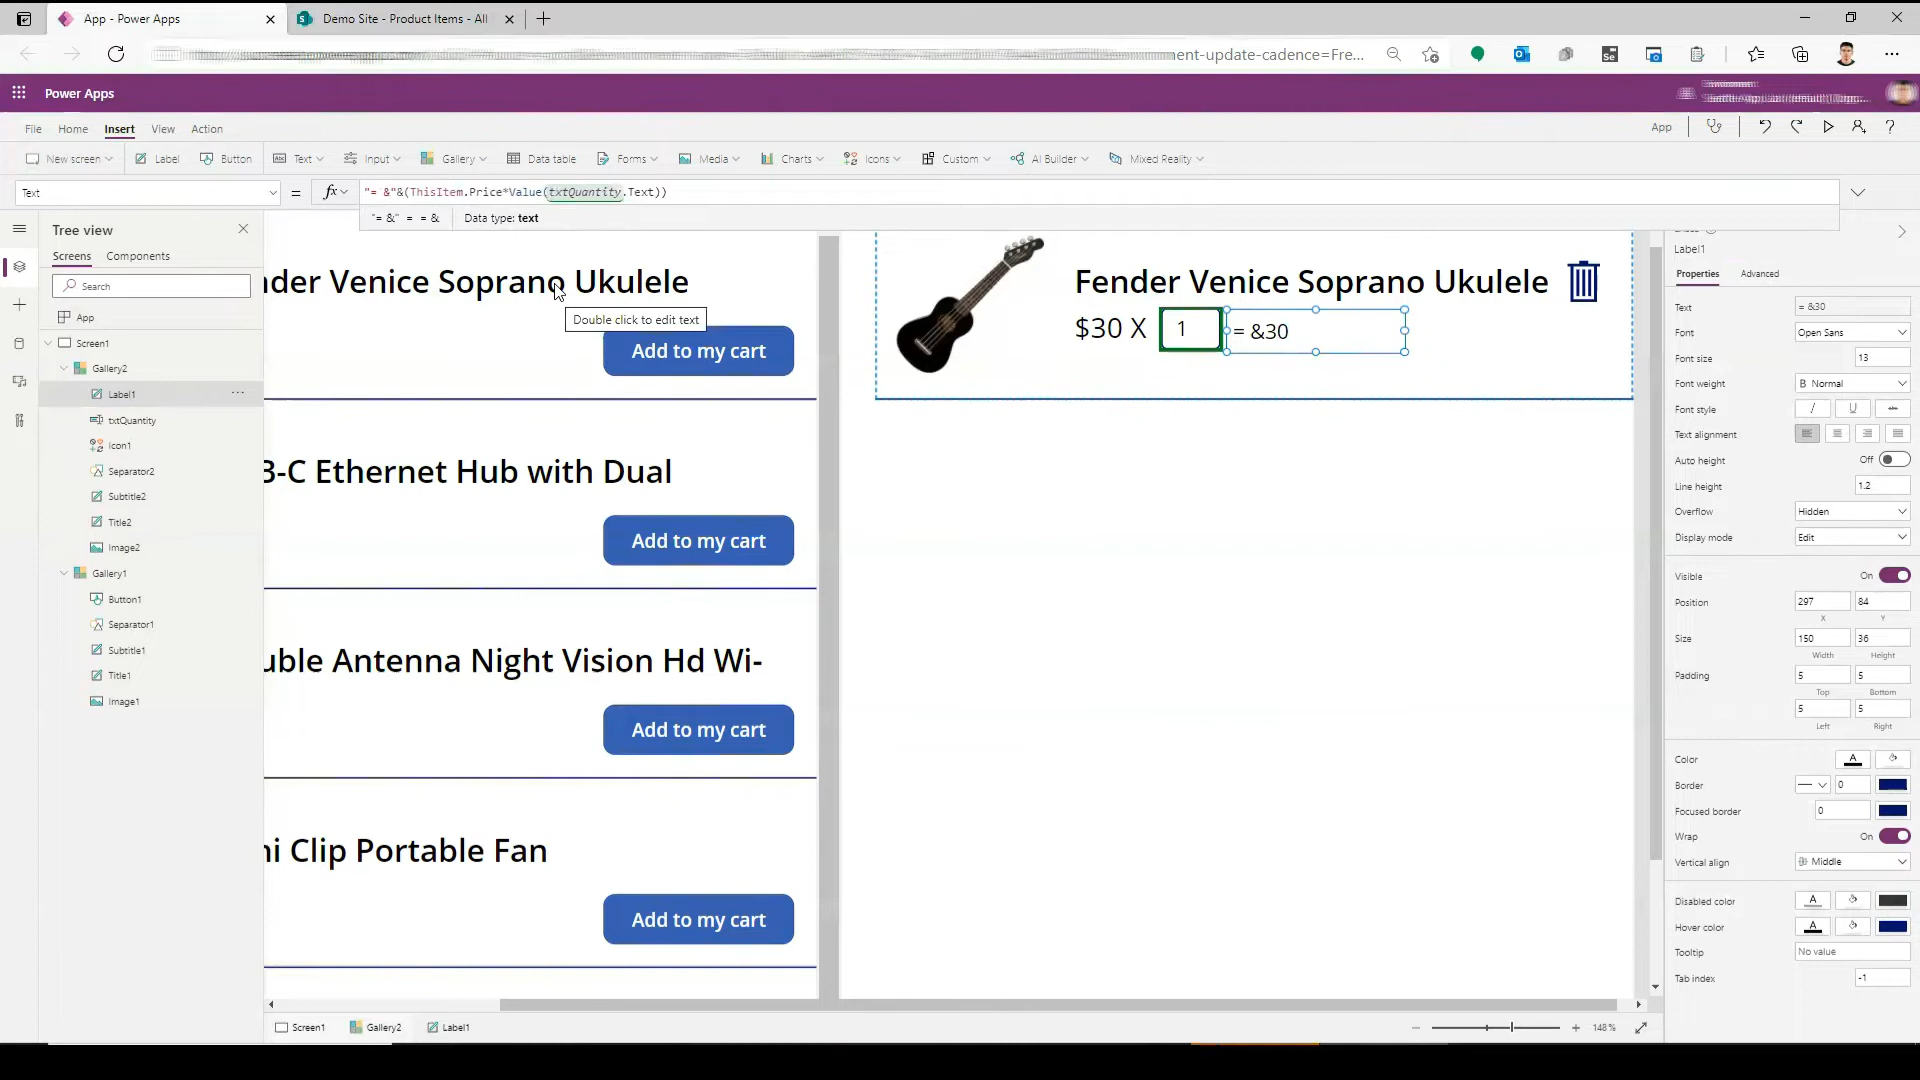 App - Power Apps
Demo Site - Product Items - All
nent-update-cadence=Fre...
Power Apps
File Home Insert View Action
App
New screen Label Button Text Input Gallery Data table Forms Media Charts Icons Custom AI Builder Mixed Reality
Text
= fx "= &"&(ThisItem.Price*Value(txtQuantity.Text))
"= &" = = & Data type: text
Tree view
Screens Components
Search
App
Screen1
Gallery2
Label1 ...
txtQuantity
Icon1
Separator2
Subtitle2
Title2
Image2
Gallery1
Button1
Separator1
Subtitle1
Title1
Image1
nder Venice Soprano Ukulele
Double click to edit text
Add to my cart
B-C Ethernet Hub with Dual
Add to my cart
uble Antenna Night Vision Hd Wi-
Add to my cart
ni Clip Portable Fan
Add to my cart
Fender Venice Soprano Ukulele
$30 X 1 = &30
Label1
Properties Advanced
Text = &30
Font Open Sans
Font size 13
Font weight B Normal
Font style / U
Text alignment
Auto height Off
Line height 1.2
Overflow Hidden
Display mode Edit
Visible On
Position 297 84
X Y
Size 150 36
Width Height
Padding 5 5
Top Bottom
5 5
Left Right
Color A
Border 0
Focused border 0
Wrap On
Vertical align Middle
Disabled color A
Hover color A
Tooltip No value
Tab index -1
Screen1 Gallery2 Label1
148 %